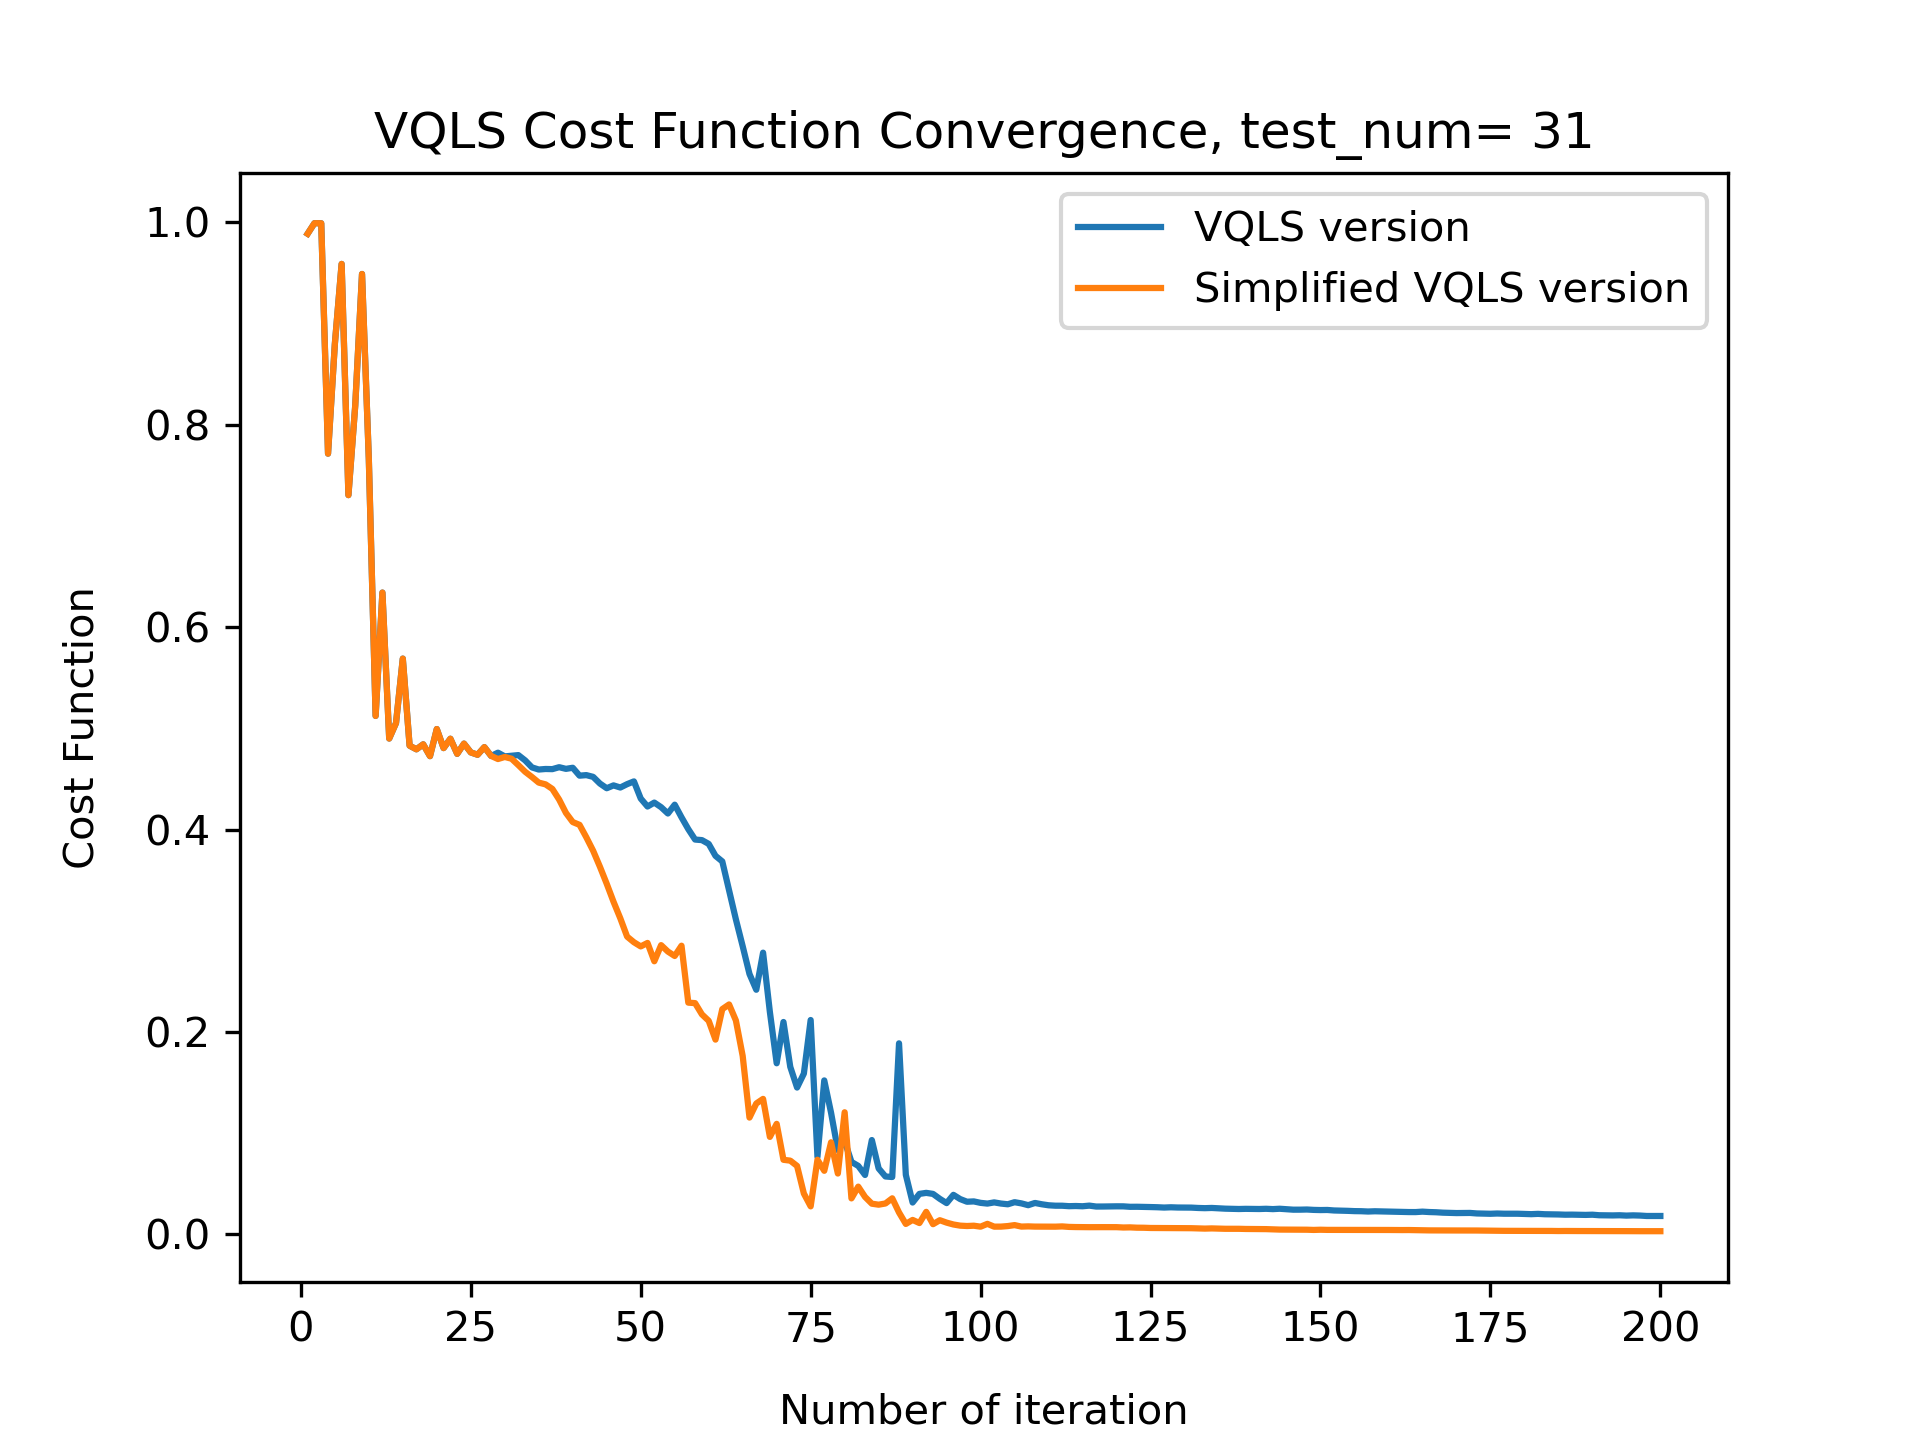 VQLS Cost Function Convergence, test_num= 31
VQLS version
Simplified VQLS version
1.0
0.8
0.6
0.4
0.2
0.0
Cost Function
0 25 50 75 100 125 150 175 200
Number of iteration